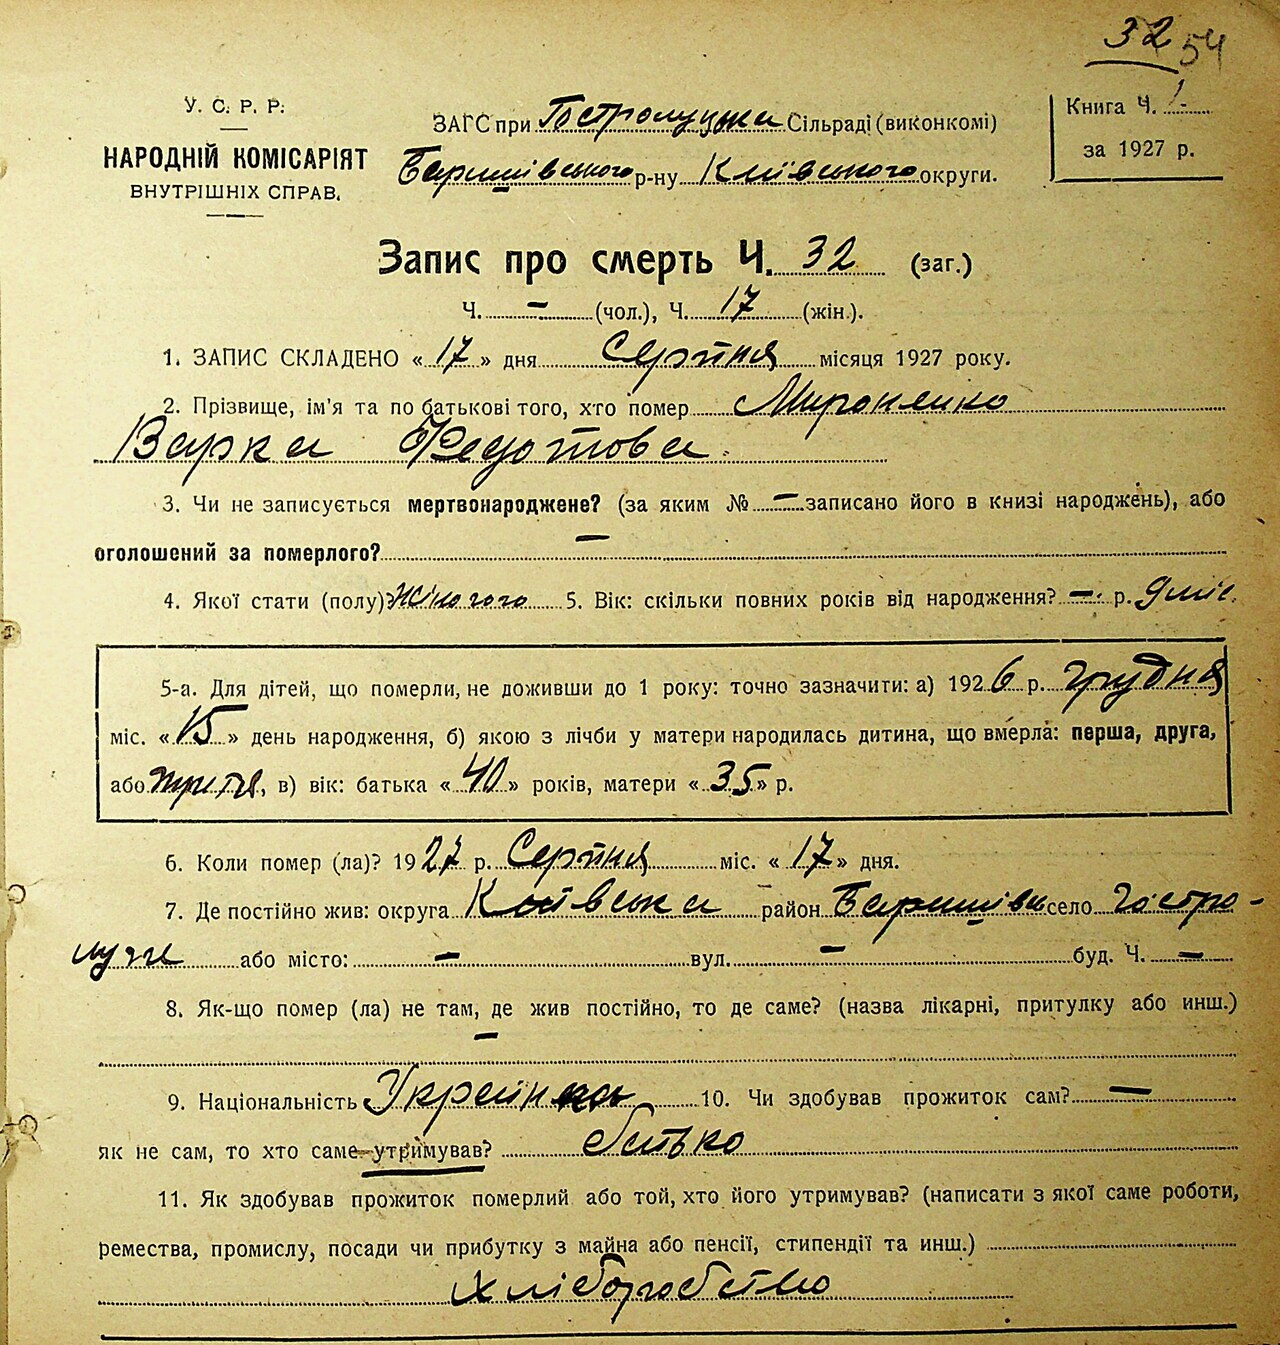 32 54
У. С. Р. Р.
НАРОДНІЙ КОМІСАРІЯТ
ВНУТРІШНІХ СПРАВ.
ЗАГС при Гостролуцки Сільраді (виконкомі)
Баришівського р-ну Київського округи.
Книга Ч. 1
за 1927 р.
Запис про смерть Ч. 32 (заг.)
Ч. — (чол.), Ч. 17 (жін.).
1. ЗАПИС СКЛАДЕНО « 17 » дня Серпня місяця 1927 року.
2. Прізвище, ім'я та по батькові того, хто помер Мироненко
Варка Федотова.
3. Чи не записується мертвонароджене? (за яким № — записано його в книзі народжень), або
оголошений за померлого? —
4. Якої стати (полу) Жіночого 5. Вік: скільки повних років від народження? — р. 9 міс.
5-а. Для дітей, що померли, не доживши до 1 року: точно зазначити: а) 1926 р. Грудня
міс. « 15 » день народження, б) якою з лічби у матери народилась дитина, що вмерла: перша, друга,
або третя, в) вік: батька « 40 » років, матери « 35 » р.
6. Коли помер (ла)? 1927 р. Серпня міс. « 17 » дня.
7. Де постійно жив: округа Київська район Баришівки село Гостро-
лучче або місто: — вул. — буд. Ч. —
8. Як-що помер (ла) не там, де жив постійно, то де саме? (назва лікарні, притулку або инш.)
—
9. Національність Українка 10. Чи здобував прожиток сам? —
як не сам, то хто саме утримував? батько
11. Як здобував прожиток померлий або той, хто його утримував? (написати з якої саме роботи,
ремества, промислу, посади чи прибутку з майна або пенсії, стипендії та инш.)
хліборобство